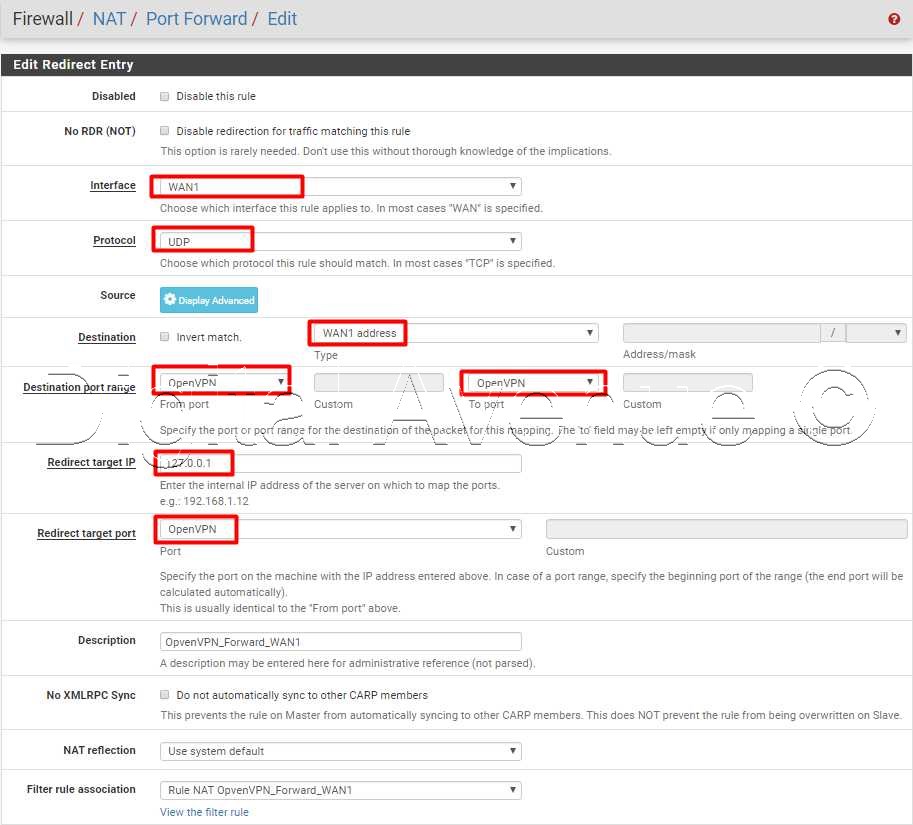 Firewall / NAT / Port Forward / Edit
Edit Redirect Entry
Disabled Disable this rule
No RDR (NOT) Disable redirection for traffic matching this rule
This option is rarely needed. Don't use this without thorough knowledge of the implications.
Interface WAN1
Choose which interface this rule applies to. In most cases "WAN" is specified.
Protocol UDP
Choose which protocol this rule should match. In most cases "TCP" is specified.
Source Display Advanced
Destination Invert match. WAN1 address /
Type Address/mask
Destination port range OpenVPN OpenVPN
From port Custom To port Custom
Specify the port or port range for the destination of the packet for this mapping. The 'to' field may be left empty if only mapping a single port.
Redirect target IP 127.0.0.1
Enter the internal IP address of the server on which to map the ports.
e.g.: 192.168.1.12
Redirect target port OpenVPN
Port Custom
Specify the port on the machine with the IP address entered above. In case of a port range, specify the beginning port of the range (the end port will be
calculated automatically).
This is usually identical to the "From port" above.
Description OpvenVPN_Forward_WAN1
A description may be entered here for administrative reference (not parsed).
No XMLRPC Sync Do not automatically sync to other CARP members
This prevents the rule on Master from automatically syncing to other CARP members. This does NOT prevent the rule from being overwritten on Slave.
NAT reflection Use system default
Filter rule association Rule NAT OpvenVPN_Forward_WAN1
View the filter rule